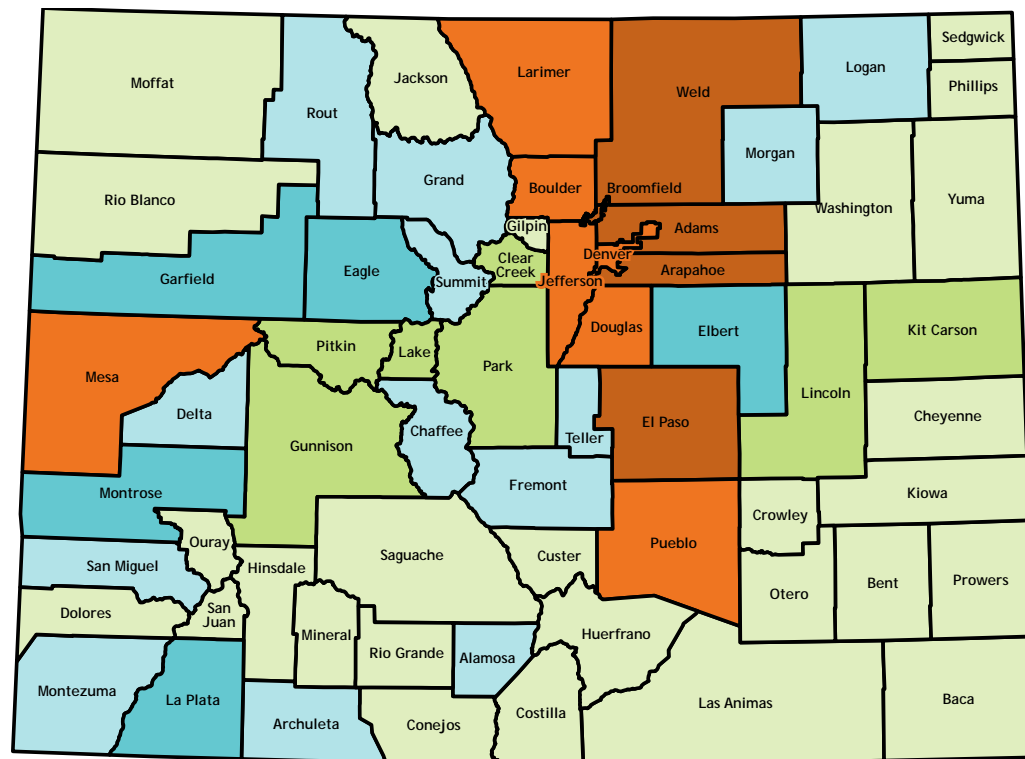 Moffat
Rout
Jackson
Larimer
Weld
Logan
Sedgwick
Phillips
Morgan
Rio Blanco
Grand
Boulder
Broomfield
Washington
Yuma
Gilpin
Adams
Garfield
Eagle
Summit
Clear
Creek
Jefferson
Denver
Arapahoe
Mesa
Pitkin
Lake
Park
Douglas
Elbert
Lincoln
Kit Carson
Delta
Gunnison
Chaffee
Teller
El Paso
Cheyenne
Montrose
Fremont
Kiowa
Crowley
Ouray
Saguache
Custer
Pueblo
San Miguel
Hinsdale
Otero
Bent
Prowers
Dolores
San
Juan
Mineral
Rio Grande
Alamosa
Huerfrano
Montezuma
La Plata
Archuleta
Conejos
Costilla
Las Animas
Baca